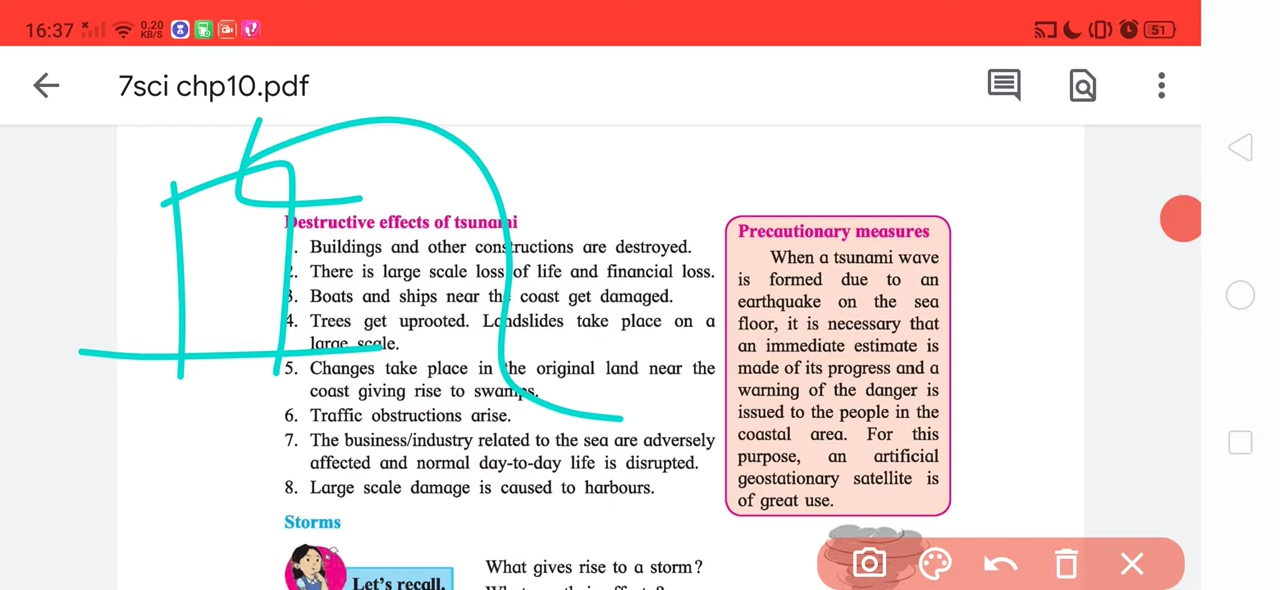 16:37 0.20 KB/S 51
7sci chp10.pdf
Destructive effects of tsunami
. Buildings and other constructions are destroyed.
2. There is large scale loss of life and financial loss.
3. Boats and ships near the coast get damaged.
4. Trees get uprooted. Landslides take place on a
large scale.
5. Changes take place in the original land near the
coast giving rise to swamps.
6. Traffic obstructions arise.
7. The business/industry related to the sea are adversely
affected and normal day-to-day life is disrupted.
8. Large scale damage is caused to harbours.
Precautionary measures
When a tsunami wave
is formed due to an
earthquake on the sea
floor, it is necessary that
an immediate estimate is
made of its progress and a
warning of the danger is
issued to the people in the
coastal area. For this
purpose, an artificial
geostationary satellite is
of great use.
Storms
Let's recall.
What gives rise to a storm?